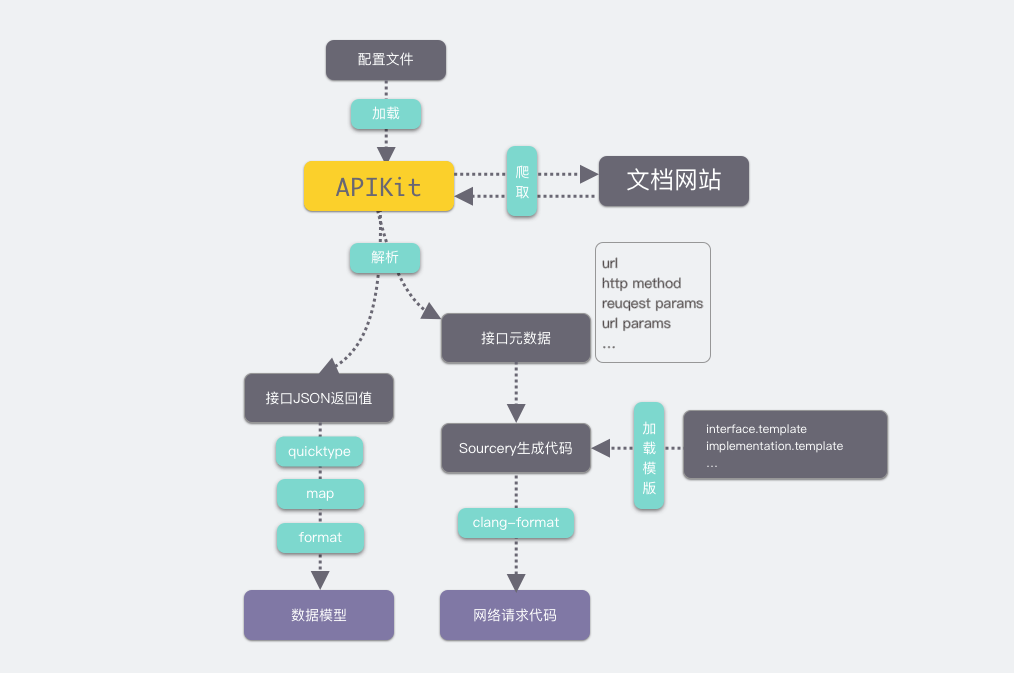 配置文件
加载
APIKit
爬
取
文档网站
解析
url
http method
reuqest params
url params
...
接口元数据
接口JSON返回值
quicktype
map
format
数据模型
Sourcery生成代码
加
载
模
版
interface.template
implementation.template
...
clang-format
网络请求代码